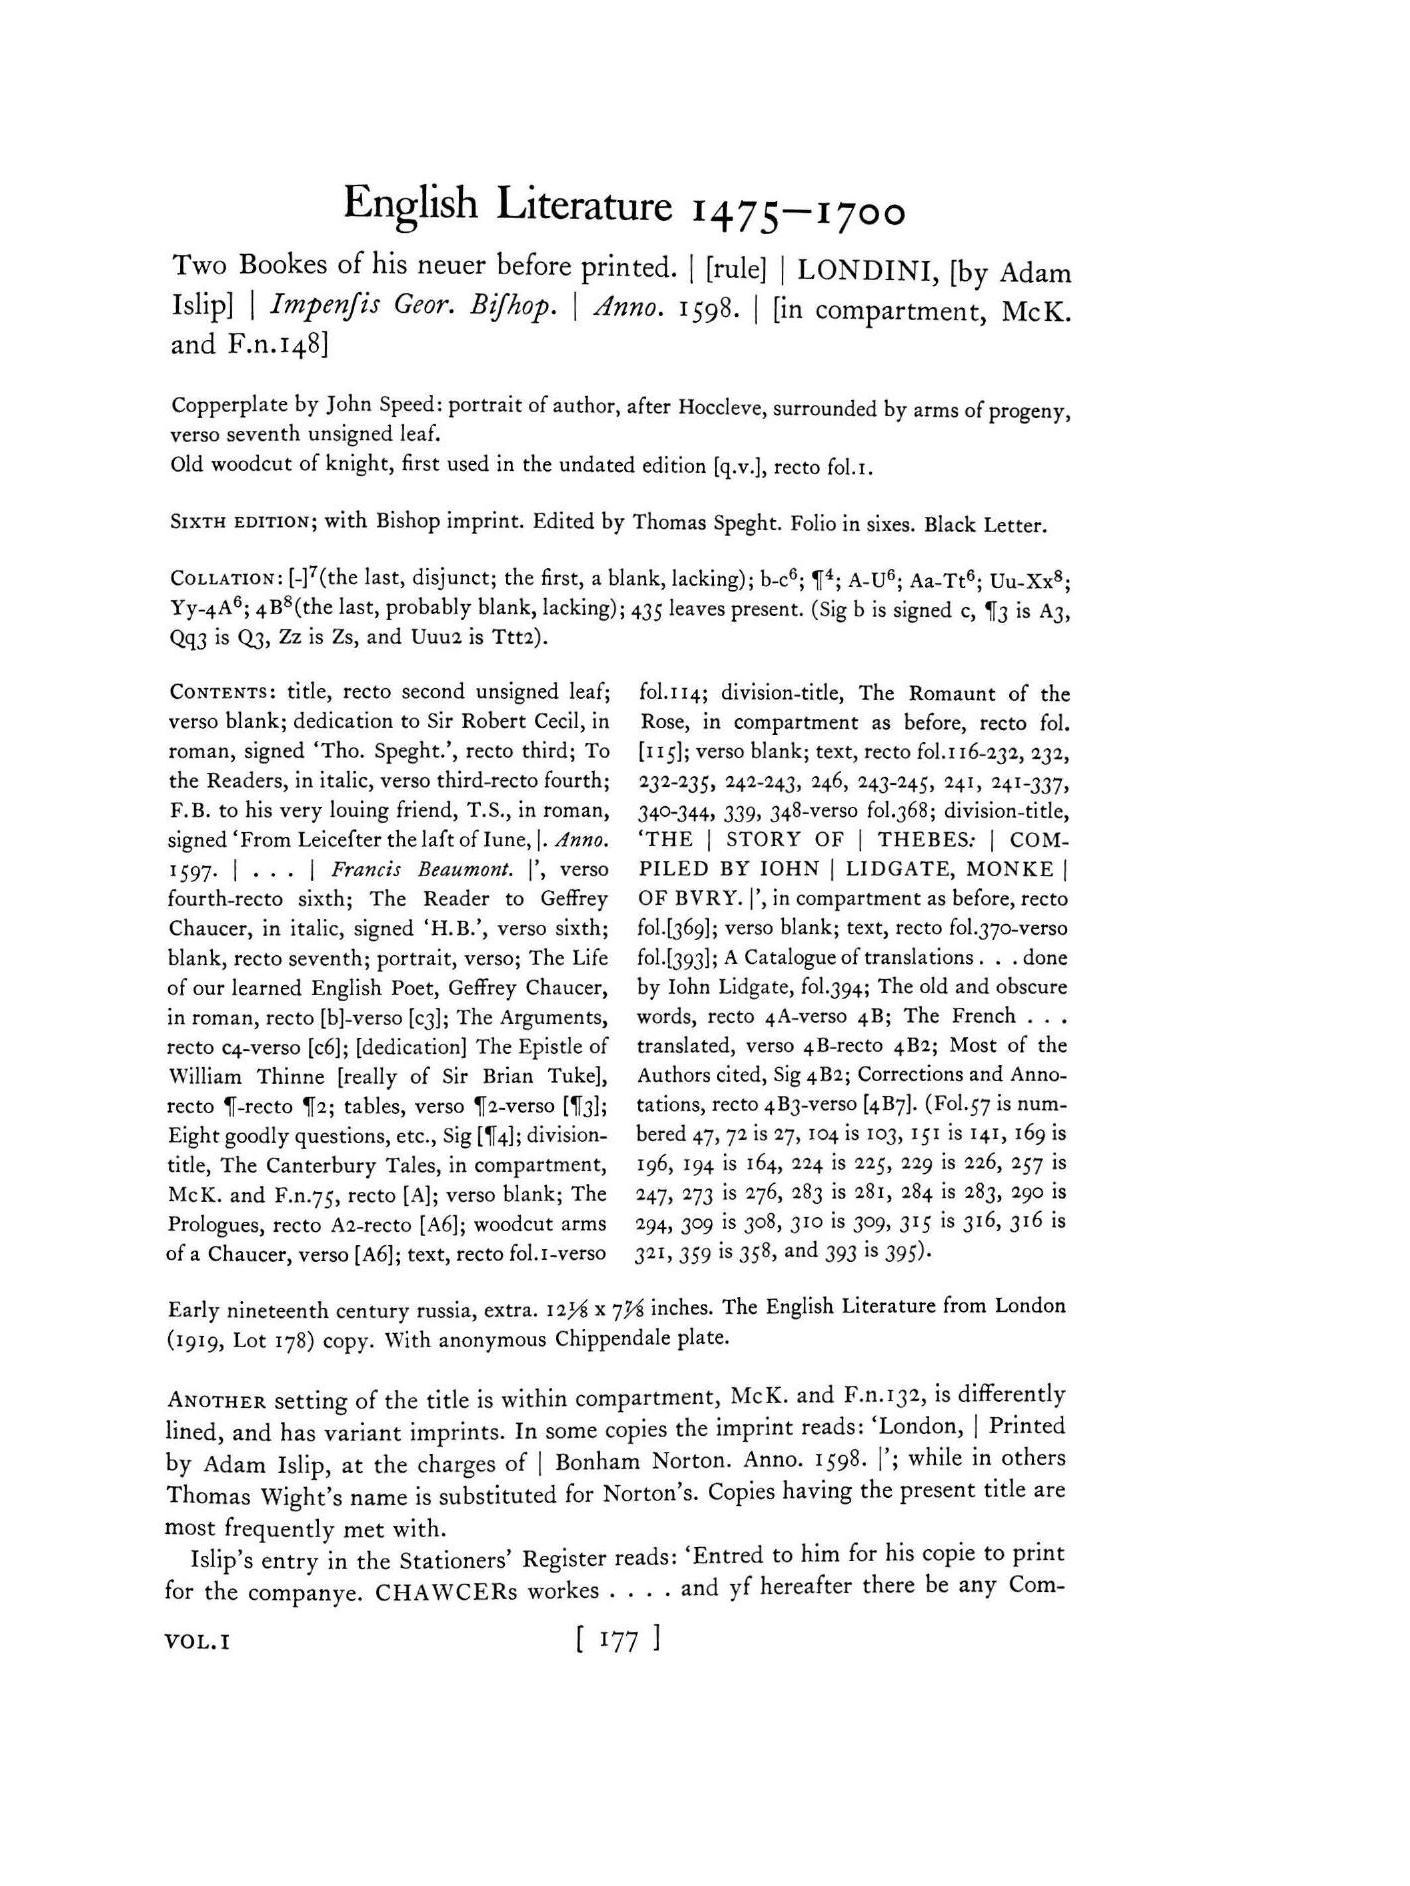 English Literature 1475–1700
Two Bookes of his neuer before printed. | [rule] | LONDINI, [by Adam
Islip] | Impenſis Geor. Biſhop. | Anno. 1598. | [in compartment, McK.
and F.n.148]
Copperplate by John Speed: portrait of author, after Hoccleve, surrounded by arms of progeny,
verso seventh unsigned leaf.
Old woodcut of knight, first used in the undated edition [q.v.], recto fol.1.
SIXTH EDITION; with Bishop imprint. Edited by Thomas Speght. Folio in sixes. Black Letter.
COLLATION: [-]⁷(the last, disjunct; the first, a blank, lacking); b-c⁶; ¶⁴; A-U⁶; Aa-Tt⁶; Uu-Xx⁸;
Yy-4A⁶; 4B⁸(the last, probably blank, lacking); 435 leaves present. (Sig b is signed c, ¶3 is A3,
Qq3 is Q3, Zz is Zs, and Uuu2 is Ttt2).
CONTENTS: title, recto second unsigned leaf;
verso blank; dedication to Sir Robert Cecil, in
roman, signed ‘Tho. Speght.’, recto third; To
the Readers, in italic, verso third-recto fourth;
F.B. to his very louing friend, T.S., in roman,
signed ‘From Leiceſter the laſt of Iune, |. Anno.
1597. | . . . | Francis Beaumont. |’, verso
fourth-recto sixth; The Reader to Geffrey
Chaucer, in italic, signed ‘H.B.’, verso sixth;
blank, recto seventh; portrait, verso; The Life
of our learned English Poet, Geffrey Chaucer,
in roman, recto [b]-verso [c3]; The Arguments,
recto c4-verso [c6]; [dedication] The Epistle of
William Thinne [really of Sir Brian Tuke],
recto ¶-recto ¶2; tables, verso ¶2-verso [¶3];
Eight goodly questions, etc., Sig [¶4]; division-
title, The Canterbury Tales, in compartment,
McK. and F.n.75, recto [A]; verso blank; The
Prologues, recto A2-recto [A6]; woodcut arms
of a Chaucer, verso [A6]; text, recto fol.1-verso
fol.114; division-title, The Romaunt of the
Rose, in compartment as before, recto fol.
[115]; verso blank; text, recto fol.116-232, 232,
232-235, 242-243, 246, 243-245, 241, 241-337,
340-344, 339, 348-verso fol.368; division-title,
‘THE | STORY OF | THEBES: | COM-
PILED BY IOHN | LIDGATE, MONKE |
OF BVRY. |’, in compartment as before, recto
fol.[369]; verso blank; text, recto fol.370-verso
fol.[393]; A Catalogue of translations . . . done
by Iohn Lidgate, fol.394; The old and obscure
words, recto 4A-verso 4B; The French . . .
translated, verso 4B-recto 4B2; Most of the
Authors cited, Sig 4B2; Corrections and Anno-
tations, recto 4B3-verso [4B7]. (Fol.57 is num-
bered 47, 72 is 27, 104 is 103, 151 is 141, 169 is
196, 194 is 164, 224 is 225, 229 is 226, 257 is
247, 273 is 276, 283 is 281, 284 is 283, 290 is
294, 309 is 308, 310 is 309, 315 is 316, 316 is
321, 359 is 358, and 393 is 395).
Early nineteenth century russia, extra. 12⅛ x 7⅞ inches. The English Literature from London
(1919, Lot 178) copy. With anonymous Chippendale plate.
ANOTHER setting of the title is within compartment, McK. and F.n.132, is differently
lined, and has variant imprints. In some copies the imprint reads: ‘London, | Printed
by Adam Islip, at the charges of | Bonham Norton. Anno. 1598. |’; while in others
Thomas Wight’s name is substituted for Norton’s. Copies having the present title are
most frequently met with.
Islip’s entry in the Stationers’ Register reads: ‘Entred to him for his copie to print
for the companye. CHAWCERs workes . . . . and yf hereafter there be any Com-
VOL.I [ 177 ]